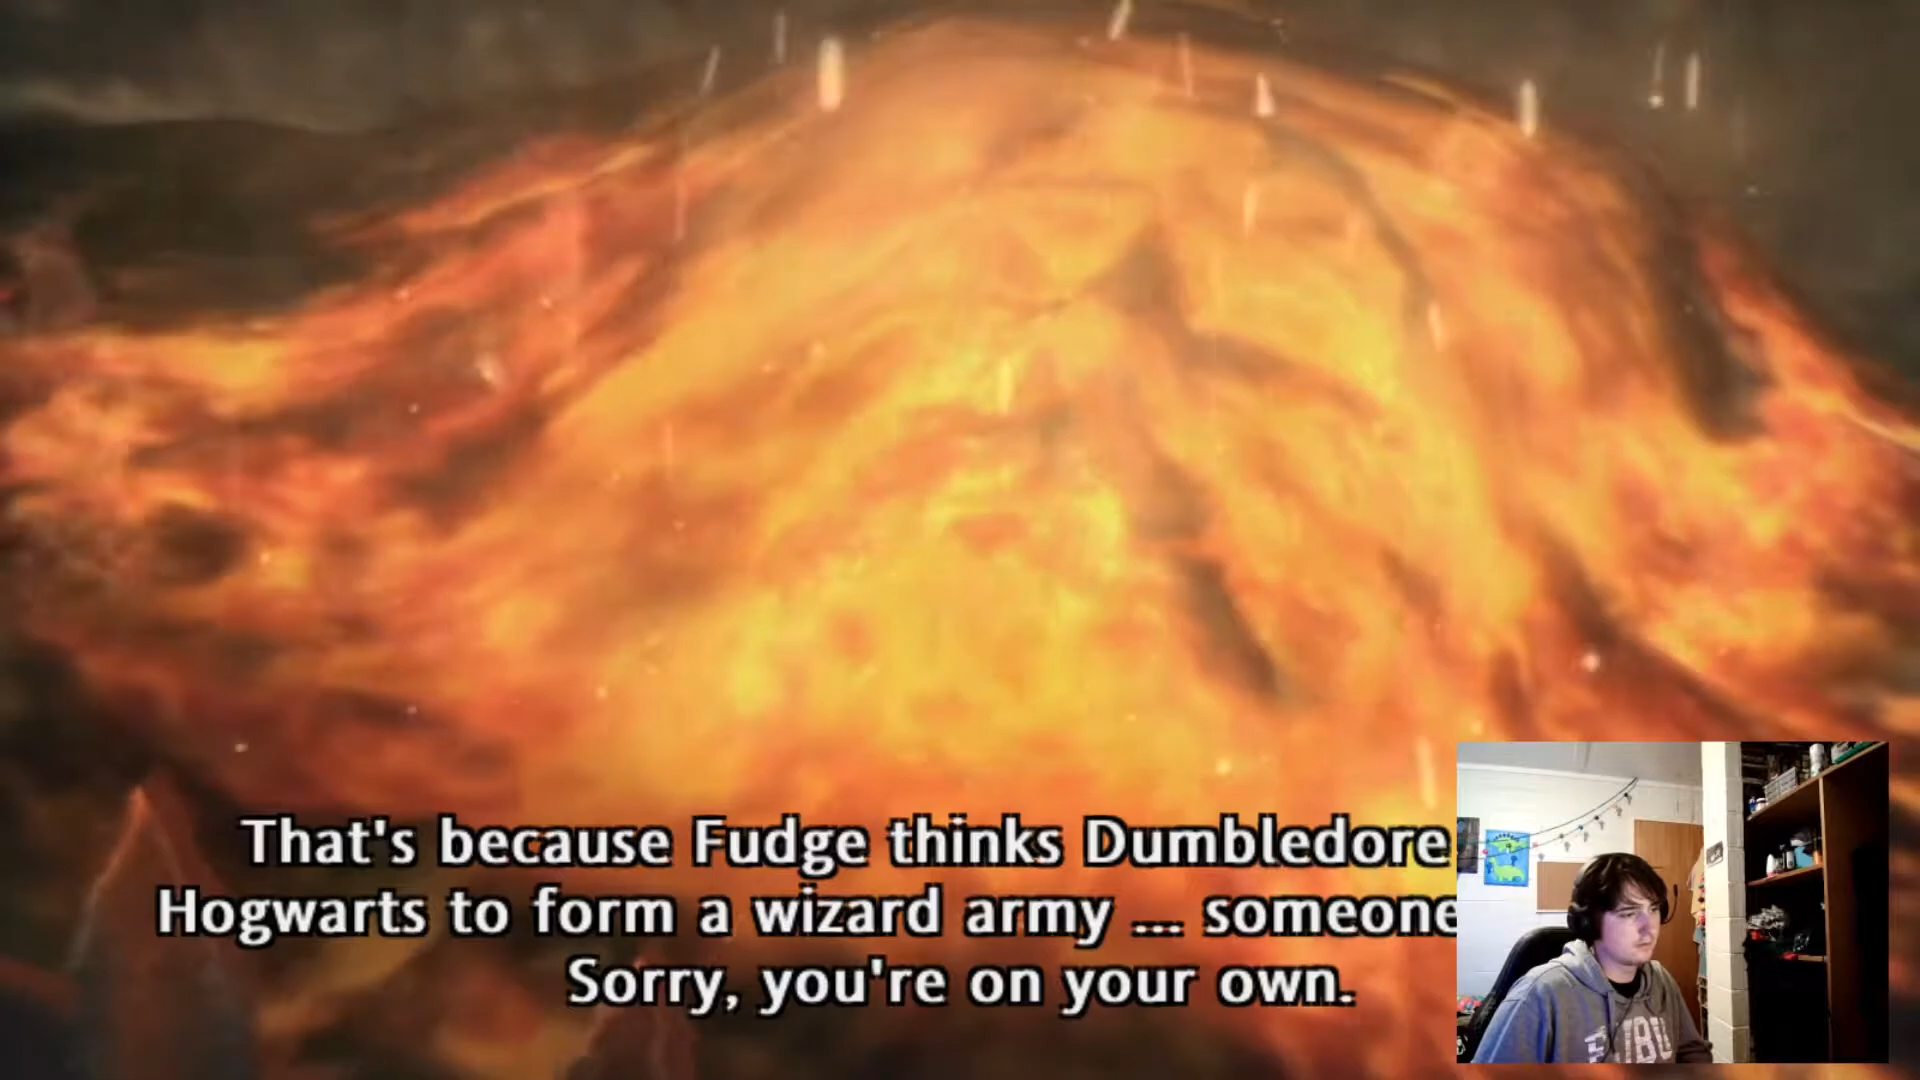 That's because Fudge thinks Dumbledore
Hogwarts to form a wizard army ... someone
Sorry, you're on your own.